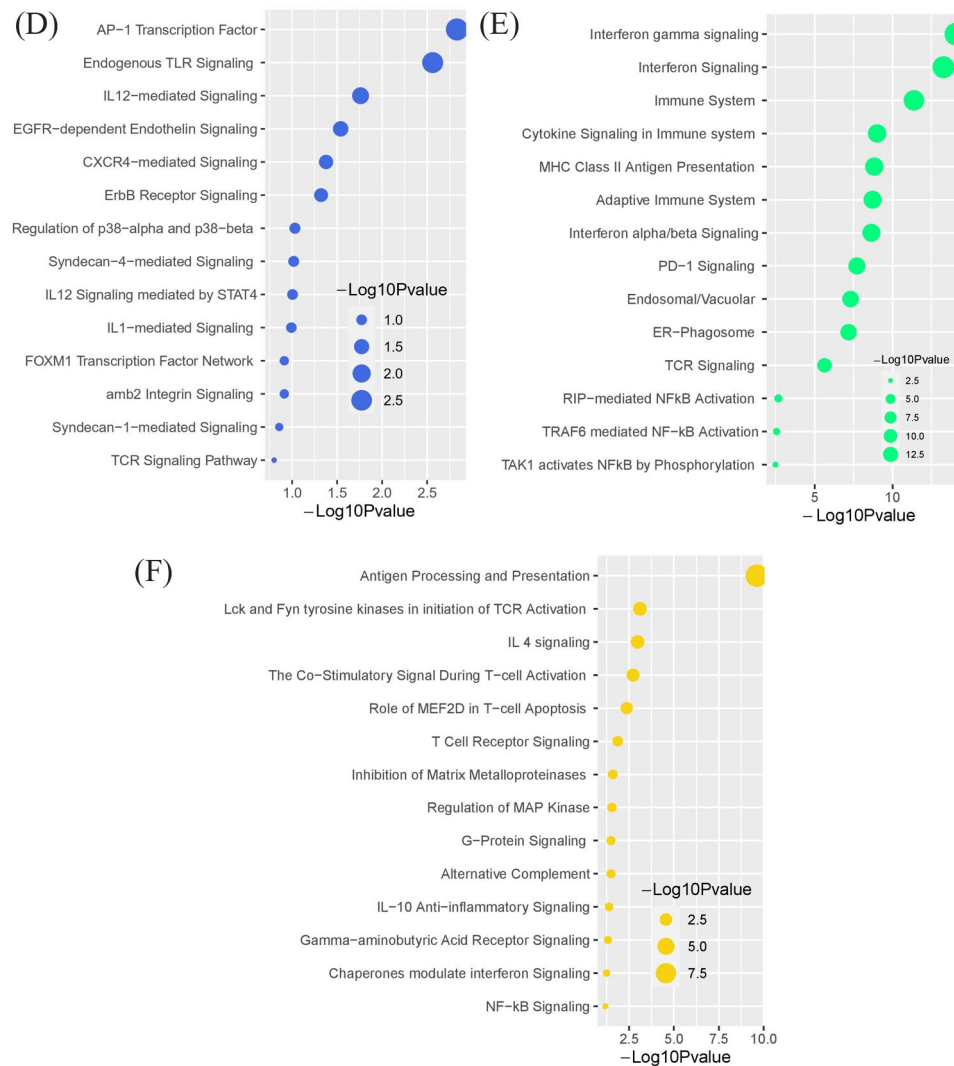 (D)
AP−1 Transcription Factor
Endogenous TLR Signaling
IL12−mediated Signaling
EGFR−dependent Endothelin Signaling
CXCR4−mediated Signaling
ErbB Receptor Signaling
Regulation of p38−alpha and p38−beta
Syndecan−4−mediated Signaling
IL12 Signaling mediated by STAT4
IL1−mediated Signaling
FOXM1 Transcription Factor Network
amb2 Integrin Signaling
Syndecan−1−mediated Signaling
TCR Signaling Pathway
−Log10Pvalue
1.0
1.5
2.0
2.5
1.0 1.5 2.0 2.5
−Log10Pvalue
(E)
Interferon gamma signaling
Interferon Signaling
Immune System
Cytokine Signaling in Immune system
MHC Class II Antigen Presentation
Adaptive Immune System
Interferon alpha/beta Signaling
PD−1 Signaling
Endosomal/Vacuolar
ER−Phagosome
TCR Signaling
RIP−mediated NFkB Activation
TRAF6 mediated NF−kB Activation
TAK1 activates NFkB by Phosphorylation
−Log10Pvalue
2.5
5.0
7.5
10.0
12.5
5 10
−Log10Pvalue
(F)
Antigen Processing and Presentation
Lck and Fyn tyrosine kinases in initiation of TCR Activation
IL 4 signaling
The Co−Stimulatory Signal During T−cell Activation
Role of MEF2D in T−cell Apoptosis
T Cell Receptor Signaling
Inhibition of Matrix Metalloproteinases
Regulation of MAP Kinase
G−Protein Signaling
Alternative Complement
IL−10 Anti−inflammatory Signaling
Gamma−aminobutyric Acid Receptor Signaling
Chaperones modulate interferon Signaling
NF−kB Signaling
−Log10Pvalue
2.5
5.0
7.5
2.5 5.0 7.5 10.0
−Log10Pvalue